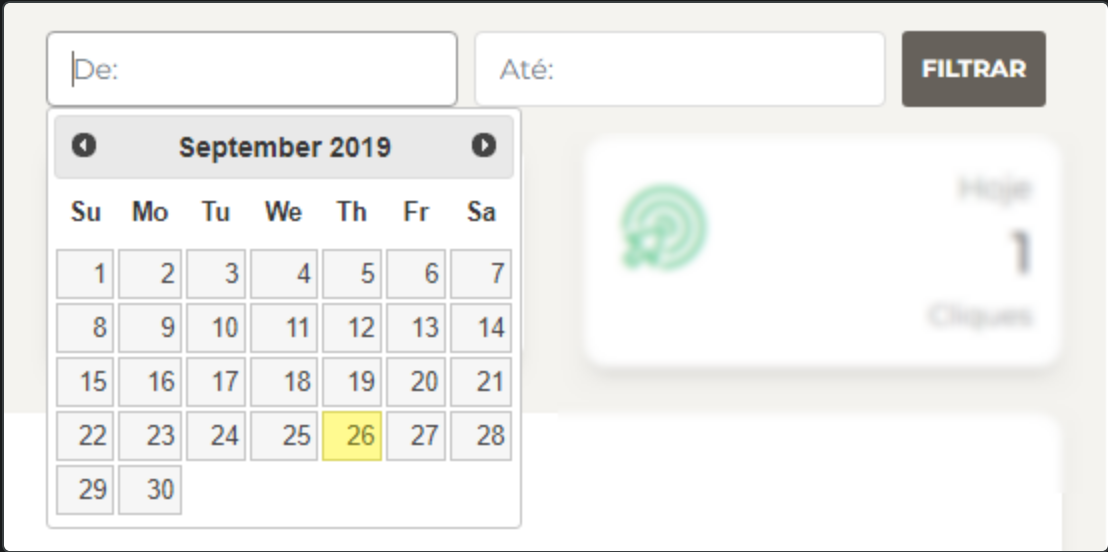 De:
Até:
FILTRAR
September 2019
Su Mo Tu We Th Fr Sa
1 2 3 4 5 6 7
8 9 10 11 12 13 14
15 16 17 18 19 20 21
22 23 24 25 26 27 28
29 30
Hoje
1
Cliques